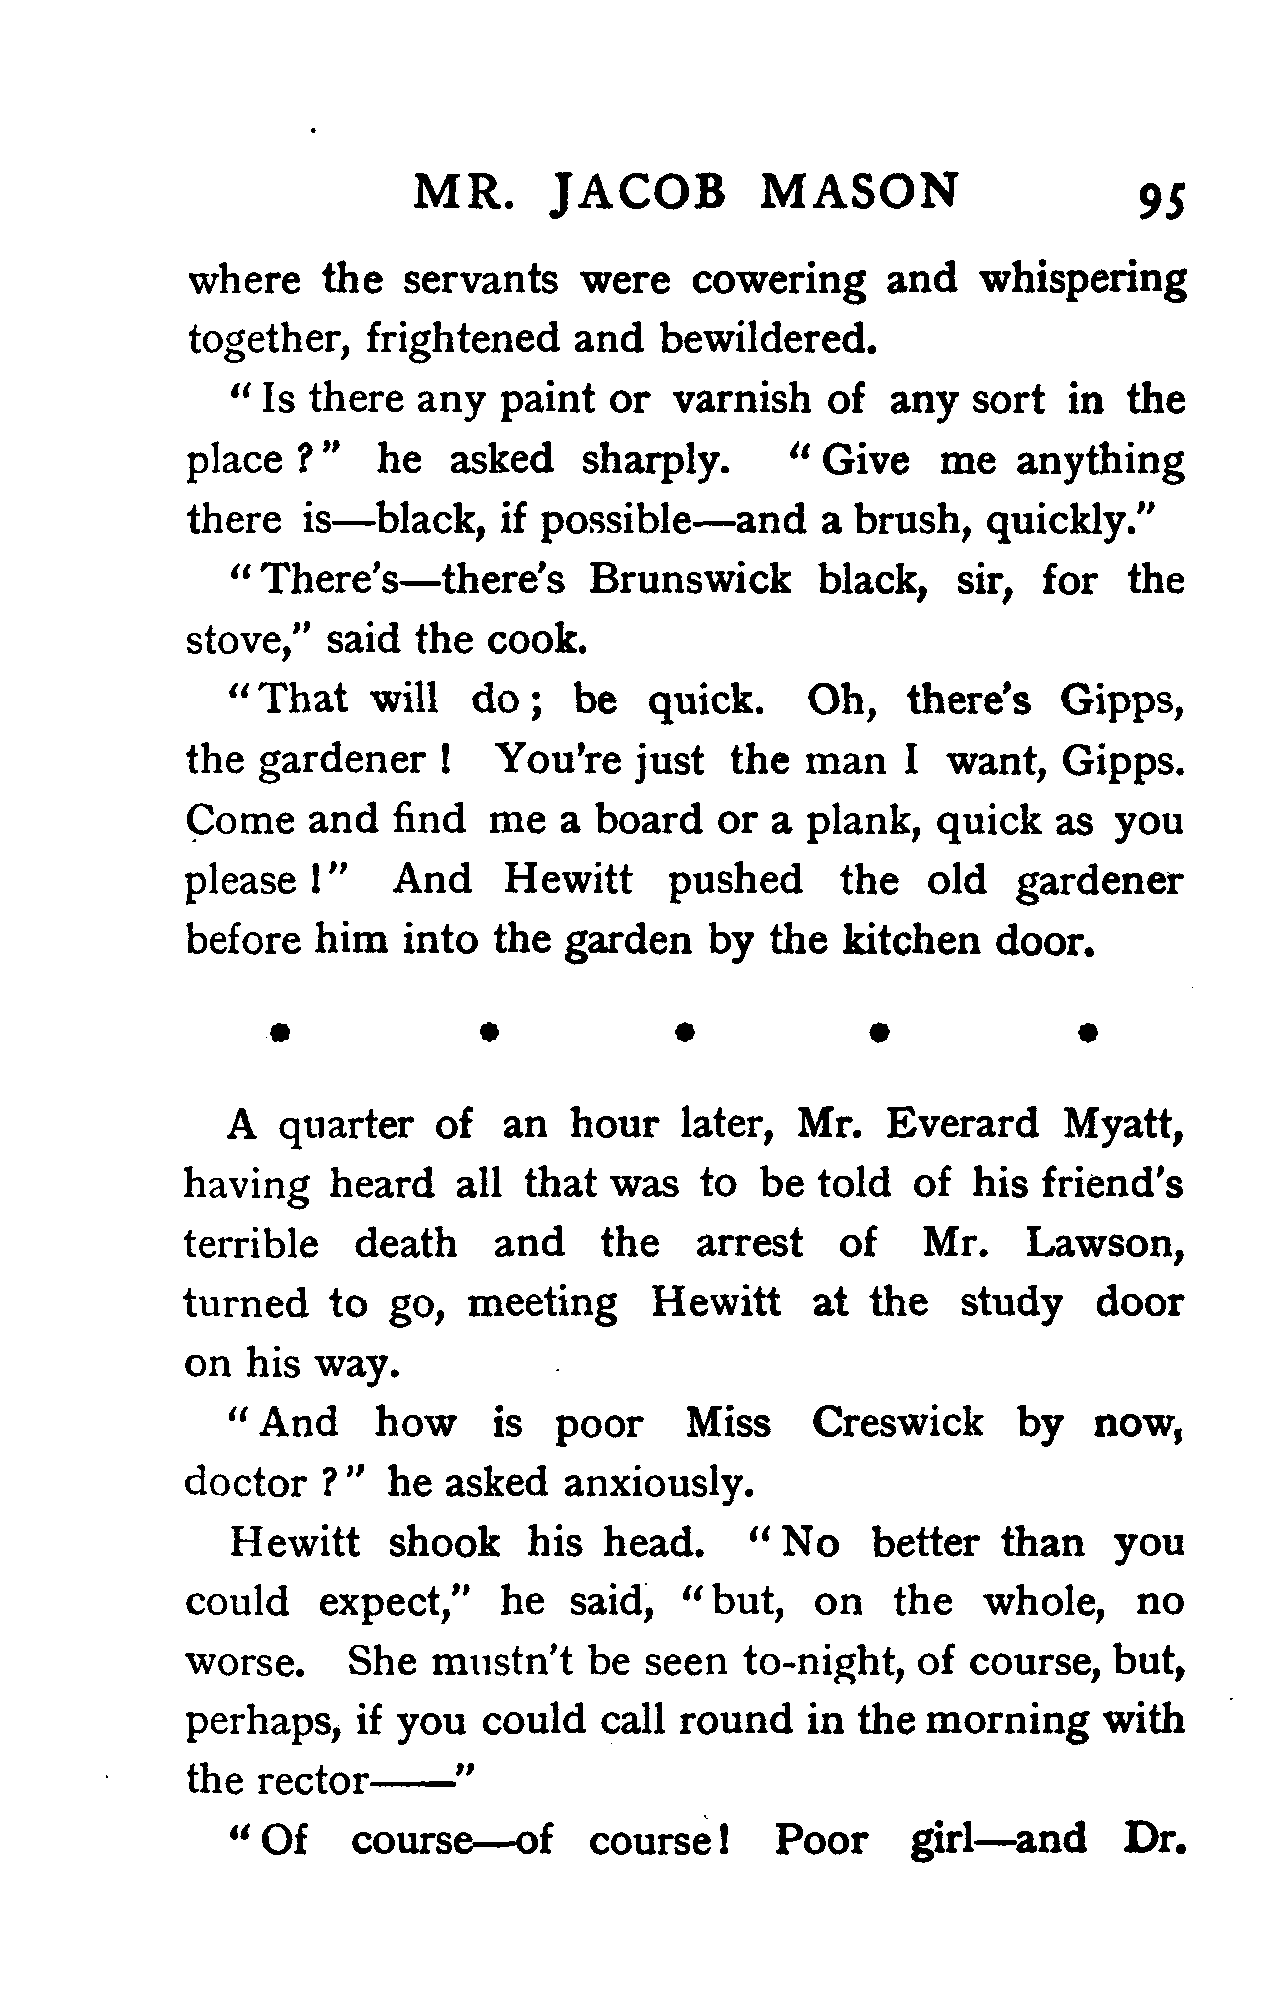 MR. JACOB MASON 95
where the servants were cowering and whispering
together, frightened and bewildered.
"Is there any paint or varnish of any sort in the
place?" he asked sharply. "Give me anything
there is—black, if possible—and a brush, quickly."
"There's—there's Brunswick black, sir, for the
stove," said the cook.
"That will do; be quick. Oh, there's Gipps,
the gardener! You're just the man I want, Gipps.
Come and find me a board or a plank, quick as you
please!" And Hewitt pushed the old gardener
before him into the garden by the kitchen door.
• • • • •
A quarter of an hour later, Mr. Everard Myatt,
having heard all that was to be told of his friend's
terrible death and the arrest of Mr. Lawson,
turned to go, meeting Hewitt at the study door
on his way.
"And how is poor Miss Creswick by now,
doctor?" he asked anxiously.
Hewitt shook his head. "No better than you
could expect," he said, "but, on the whole, no
worse. She mustn't be seen to-night, of course, but,
perhaps, if you could call round in the morning with
the rector——"
"Of course—of course! Poor girl—and Dr.